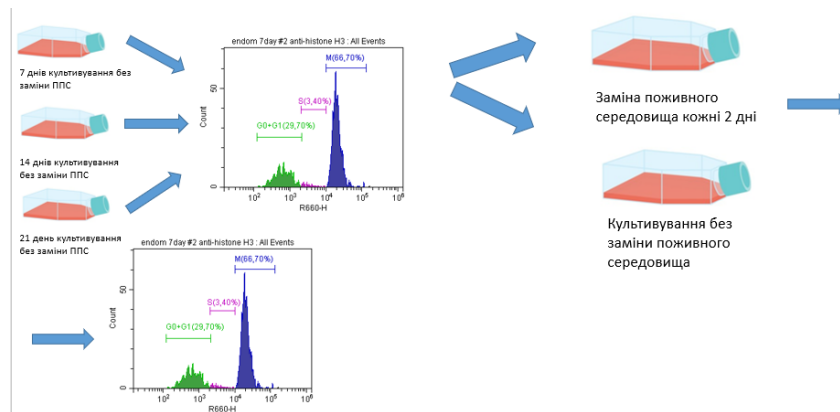 7 днів культивування без
заміни ППС
14 днів культивування
без заміни ППС
21 день культивування
без заміни ППС
endom 7day #2 anti-histone H3 : All Events
M(66,70%)
S(3,40%)
G0+G1(29,70%)
Count
50
0
10² 10³ 10⁴ 10⁵ 10⁶
R660-H
Заміна поживного
середовища кожні 2 дні
Культивування без
заміни поживного
середовища
endom 7day #2 anti-histone H3 : All Events
M(66,70%)
S(3,40%)
G0+G1(29,70%)
Count
50
0
10² 10³ 10⁴ 10⁵ 10⁶
R660-H